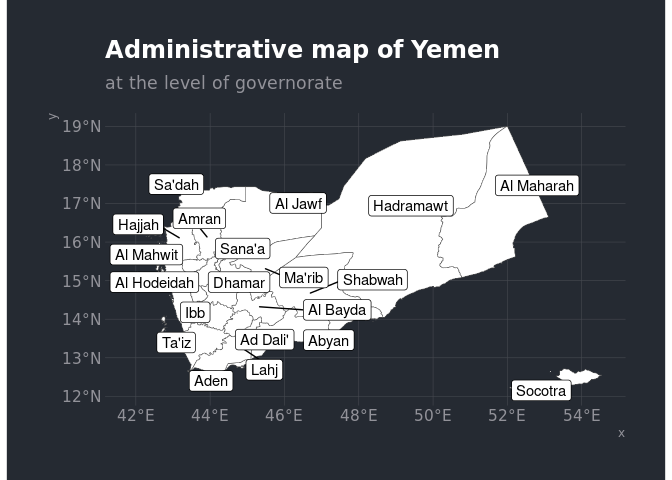 Administrative map of Yemen
at the level of governorate
y
19°N
18°N
17°N
16°N
15°N
14°N
13°N
12°N
Sa'dah
Al Jawf
Hadramawt
Al Maharah
Hajjah
Amran
Al Mahwit
Sana'a
Al Hodeidah
Dhamar
Ma'rib
Shabwah
Ibb
Al Bayda
Ta'iz
Ad Dali'
Abyan
Aden
Lahj
Socotra
42°E
44°E
46°E
48°E
50°E
52°E
54°E
x